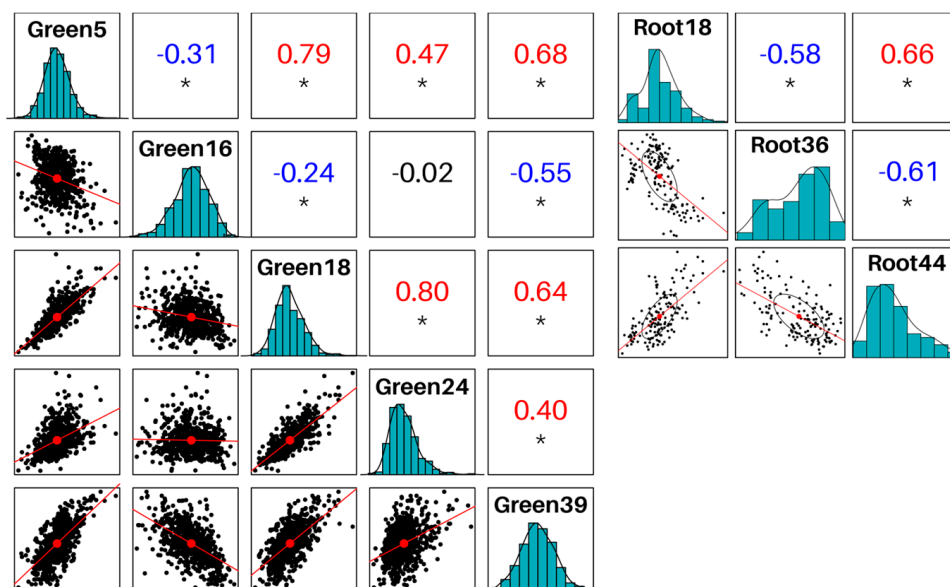 Green5 -0.31 0.79 0.47 0.68
* * * *
Green16 -0.24 -0.02 -0.55
* *
Green18 0.80 0.64
* *
Green24 0.40
*
Green39
Root18 -0.58 0.66
* *
Root36 -0.61
*
Root44